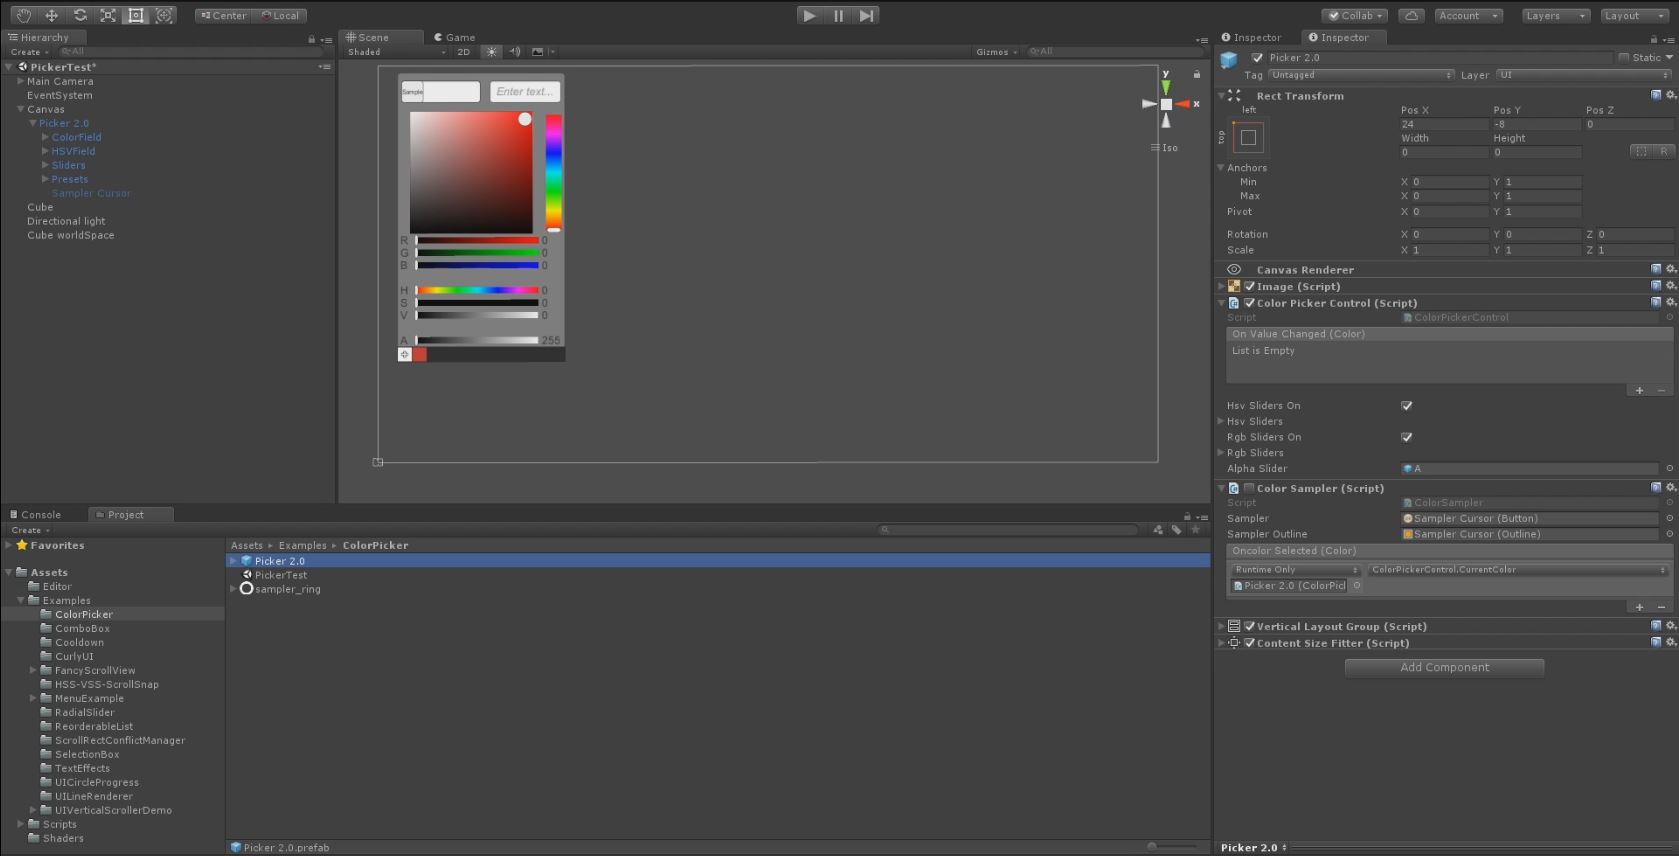 Center Local
Collab Account Layers Layout
Hierarchy
Create All
PickerTest*
Main Camera
EventSystem
Canvas
Picker 2.0
ColorField
HSVField
Sliders
Presets
Sampler Cursor
Cube
Directional light
Cube worldSpace
Scene Game
Shaded 2D Gizmos All
Sample Enter text...
R 0
G 0
B 0
H 0
S 0
V 0
A 255
y
x
Iso
Inspector Inspector
Picker 2.0 Static
Tag Untagged Layer UI
Rect Transform
left Pos X Pos Y Pos Z
top 24 -8 0
Width Height
0 0 R
Anchors
Min X 0 Y 1
Max X 0 Y 1
Pivot X 0 Y 1
Rotation X 0 Y 0 Z 0
Scale X 1 Y 1 Z 1
Canvas Renderer
Image (Script)
Color Picker Control (Script)
Script ColorPickerControl
On Value Changed (Color)
List is Empty
Hsv Sliders On
Hsv Sliders
Rgb Sliders On
Rgb Sliders
Alpha Slider A
Color Sampler (Script)
Script ColorSampler
Sampler Sampler Cursor (Button)
Sampler Outline Sampler Cursor (Outline)
Oncolor Selected (Color)
Runtime Only ColorPickerControl.CurrentColor
Picker 2.0 (ColorPicl
Vertical Layout Group (Script)
Content Size Fitter (Script)
Add Component
Picker 2.0
Console Project
Create
Favorites
Assets
Editor
Examples
ColorPicker
ComboBox
Cooldown
CurlyUI
FancyScrollView
HSS-VSS-ScrollSnap
MenuExample
RadialSlider
ReorderableList
ScrollRectConflictManager
SelectionBox
TextEffects
UICircleProgress
UILineRenderer
UIVerticalScrollerDemo
Scripts
Shaders
Assets Examples ColorPicker
Picker 2.0
PickerTest
sampler_ring
Picker 2.0.prefab